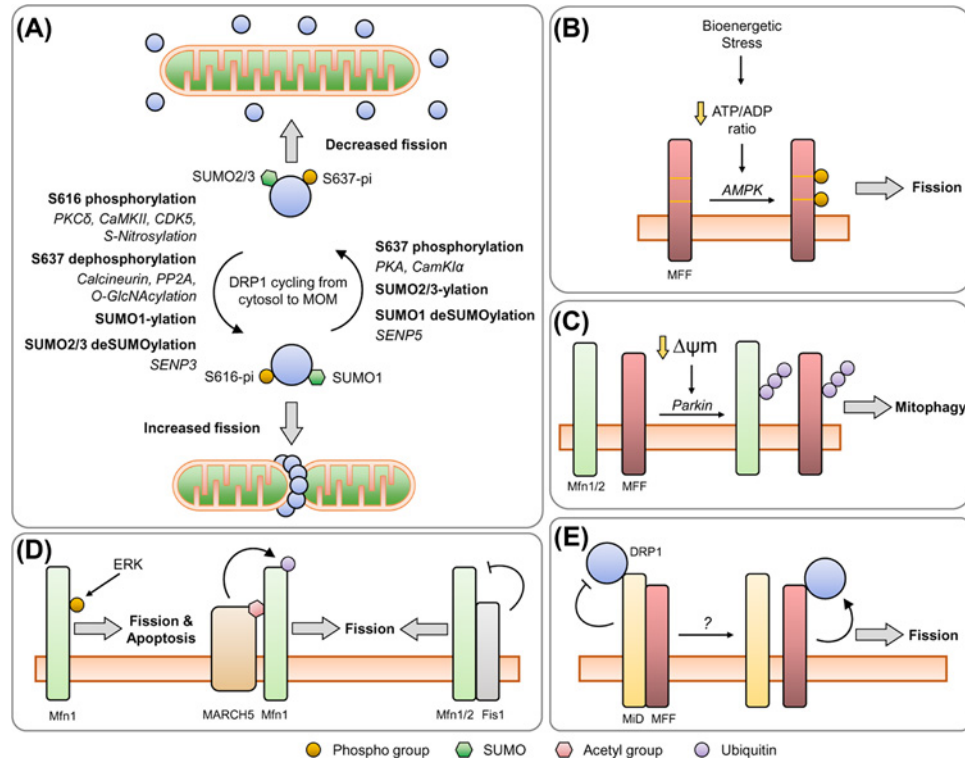 (A)
Decreased fission
SUMO2/3
S637-pi
S616 phosphorylation
PKCδ, CaMKII, CDK5,
S-Nitrosylation
S637 dephosphorylation
Calcineurin, PP2A,
O-GlcNAcylation
SUMO1-ylation
SUMO2/3 deSUMOylation
SENP3
DRP1 cycling from
cytosol to MOM
S637 phosphorylation
PKA, CamKIα
SUMO2/3-ylation
SUMO1 deSUMOylation
SENP5
S616-pi
SUMO1
Increased fission
(B)
Bioenergetic
Stress
ATP/ADP
ratio
AMPK
Fission
MFF
(C)
Δψm
Parkin
Mitophagy
Mfn1/2
MFF
(D)
ERK
Fission &
Apoptosis
Fission
Mfn1
MARCH5
Mfn1
Mfn1/2
Fis1
(E)
DRP1
?
Fission
MiD
MFF
Phospho group
SUMO
Acetyl group
Ubiquitin